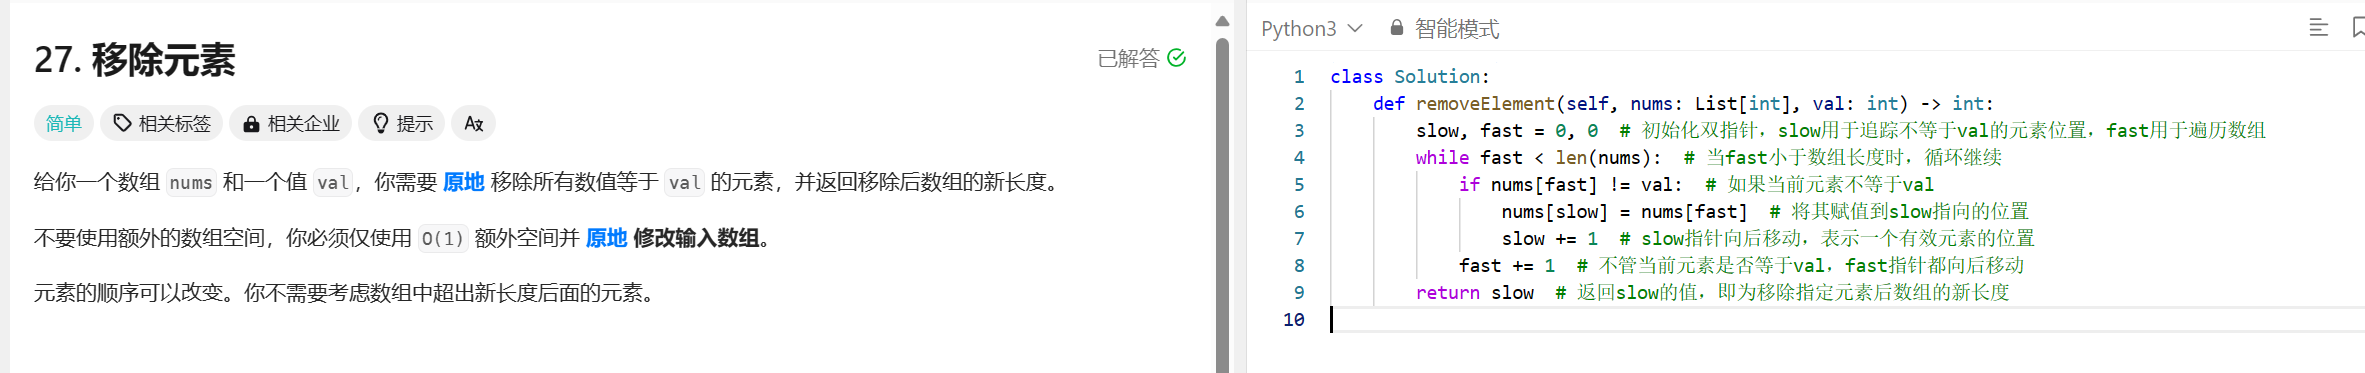 27. 移除元素
已解答
简单 相关标签 相关企业 提示
给你一个数组 nums 和一个值 val，你需要 原地 移除所有数值等于 val 的元素，并返回移除后数组的新长度。
不要使用额外的数组空间，你必须仅使用 O(1) 额外空间并 原地 修改输入数组。
元素的顺序可以改变。你不需要考虑数组中超出新长度后面的元素。
Python3 智能模式
1 class Solution:
2     def removeElement(self, nums: List[int], val: int) -> int:
3         slow, fast = 0, 0  # 初始化双指针，slow用于追踪不等于val的元素位置，fast用于遍历数组
4         while fast < len(nums):  # 当fast小于数组长度时，循环继续
5             if nums[fast] != val:  # 如果当前元素不等于val
6                 nums[slow] = nums[fast]  # 将其赋值到slow指向的位置
7                 slow += 1  # slow指针向后移动，表示一个有效元素的位置
8             fast += 1  # 不管当前元素是否等于val，fast指针都向后移动
9         return slow  # 返回slow的值，即为移除指定元素后数组的新长度
10